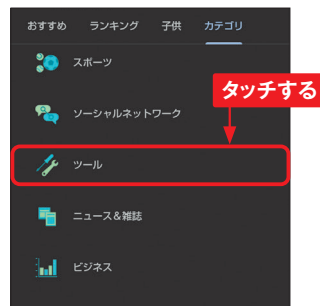 おすすめ ランキング 子供 カテゴリ
スポーツ
タッチする
ソーシャルネットワーク
ツール
ニュース&雑誌
ビジネス